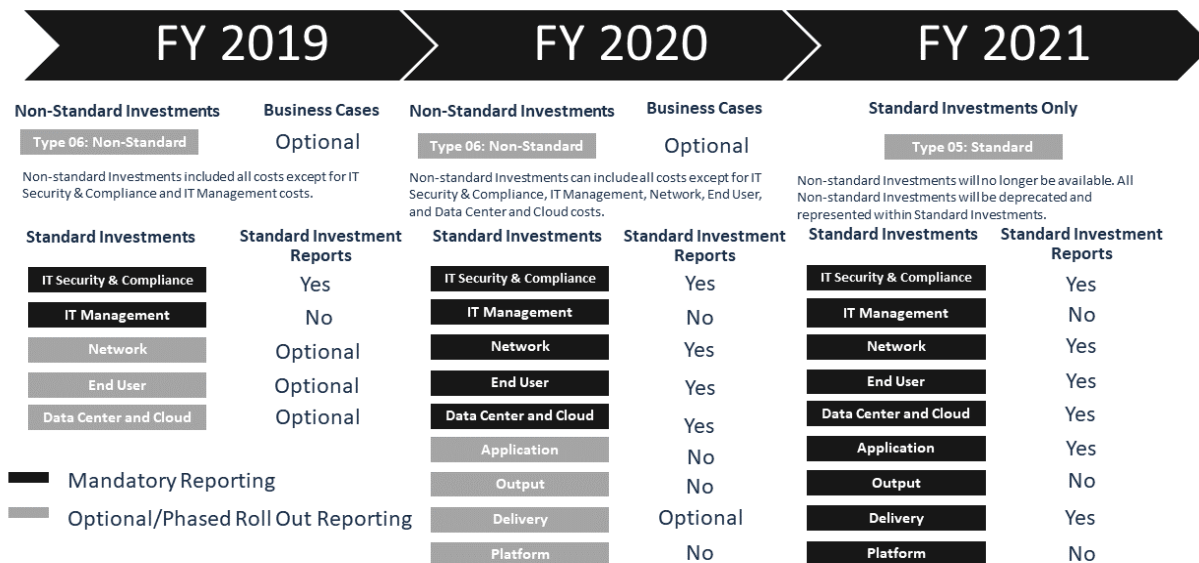 FY 2019
FY 2020
FY 2021
Non-Standard Investments
Business Cases
Type 06: Non-Standard
Optional
Non-standard Investments included all costs except for IT
Security & Compliance and IT Management costs.
Standard Investments
Standard Investment
Reports
IT Security & Compliance
Yes
IT Management
No
Network
Optional
End User
Optional
Data Center and Cloud
Optional
Mandatory Reporting
Optional/Phased Roll Out Reporting
Non-Standard Investments
Business Cases
Type 06: Non-Standard
Optional
Non-standard Investments can include all costs except for IT
Security & Compliance, IT Management, Network, End User,
and Data Center and Cloud costs.
Standard Investments
Standard Investment
Reports
IT Security & Compliance
Yes
IT Management
No
Network
Yes
End User
Yes
Data Center and Cloud
Yes
Application
No
Output
No
Delivery
Optional
Platform
No
Standard Investments Only
Type 05: Standard
Non-standard Investments will no longer be available. All
Non-standard Investments will be deprecated and
represented within Standard Investments.
Standard Investments
Standard Investment
Reports
IT Security & Compliance
Yes
IT Management
No
Network
Yes
End User
Yes
Data Center and Cloud
Yes
Application
Yes
Output
No
Delivery
Yes
Platform
No